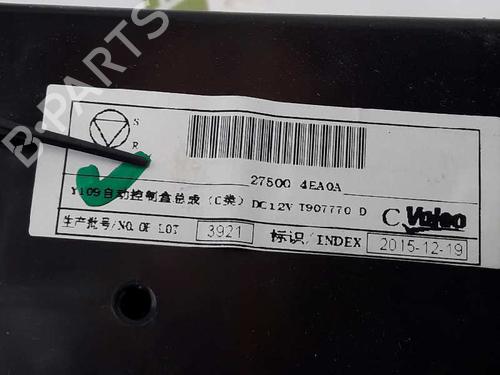 B-PARTS
S
R
27500 4EA0A
Y109自动控制盒总成 (C类) DC12V T907770 D
C Valeo
生产批号/NO.OF LOT 3921 标识/INDEX 2015-12-19